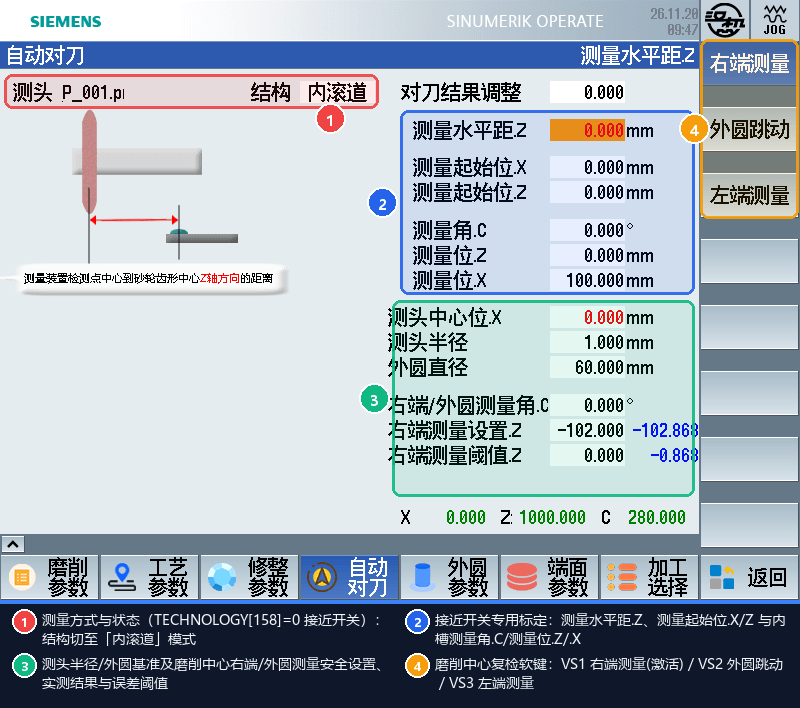 SIEMENS
SINUMERIK OPERATE
26.11.20
09:47
JOG
自动对刀
测量水平距.Z
测头 P_001.pr
结构 内滚道
1
对刀结果调整 0.000
测量水平距.Z 0.000 mm
测量起始位.X 0.000 mm
测量起始位.Z 0.000 mm
2
测量角.C 0.000 °
测量位.Z 0.000 mm
测量位.X 100.000 mm
测量装置检测点中心到砂轮齿形中心Z轴方向的距离
测头中心位.X 0.000 mm
测头半径 1.000 mm
外圆直径 60.000 mm
3
右端/外圆测量角.C 0.000 °
右端测量设置.Z -102.000 -102.868
右端测量阈值.Z 0.000 -0.868
X 0.000 Z: 1000.000 C 280.000
右端测量
4
外圆跳动
左端测量
磨削参数
工艺参数
修整参数
自动对刀
外圆参数
端面参数
加工选择
返回
1 测量方式与状态（TECHNOLOGY[158]=0 接近开关）：
结构切至「内滚道」模式
2 接近开关专用标定：测量水平距.Z、测量起始位.X/Z 与内
槽测量角.C/测量位.Z/.X
3 测头半径/外圆基准及磨削中心右端/外圆测量安全设置、
实测结果与误差阈值
4 磨削中心复检软键：VS1 右端测量(激活) / VS2 外圆跳动
/ VS3 左端测量